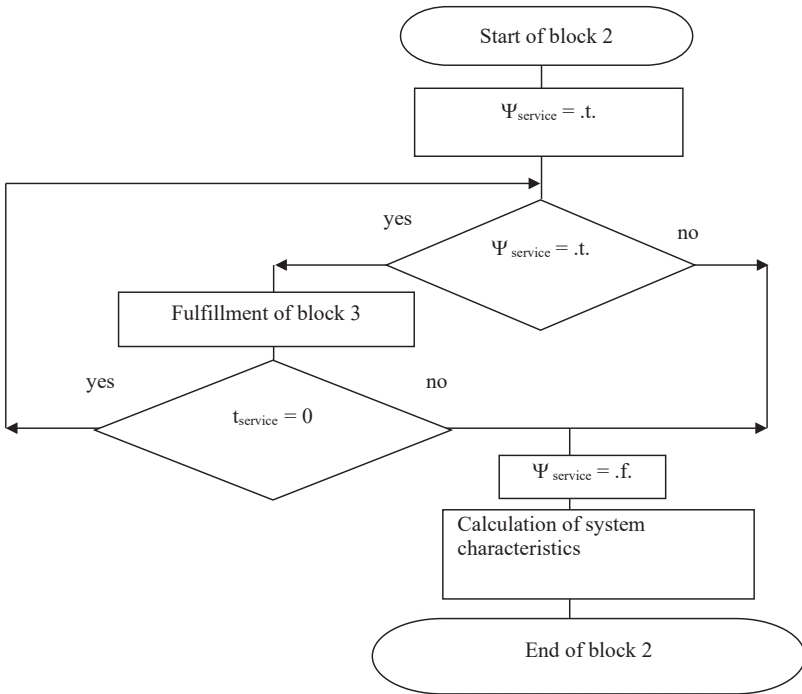 Start of block 2
Ψservice = .t.
yes
Ψservice = .t.
no
Fulfillment of block 3
yes
no
tservice = 0
Ψ service = .f.
Calculation of system
characteristics
End of block 2